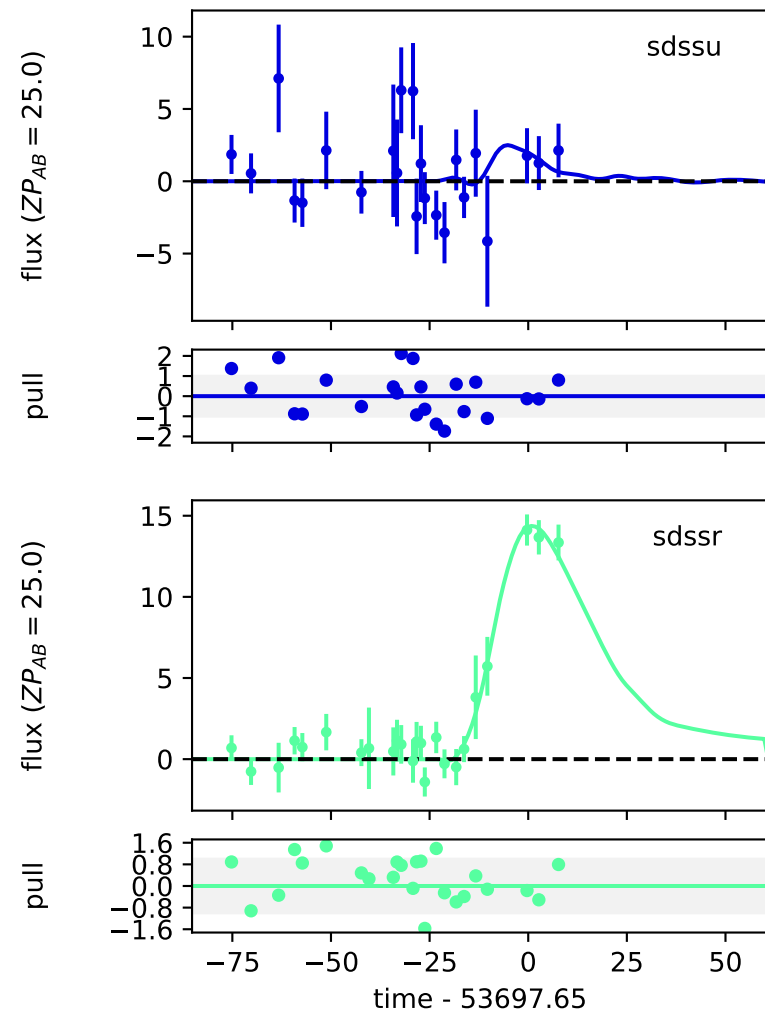 sdssu
flux (ZP_AB = 25.0)
10
5
0
−5
pull
2
1
0
−1
−2
sdssr
flux (ZP_AB = 25.0)
15
10
5
0
pull
1.6
0.8
0.0
−0.8
−1.6
−75 −50 −25 0 25 50
time - 53697.65